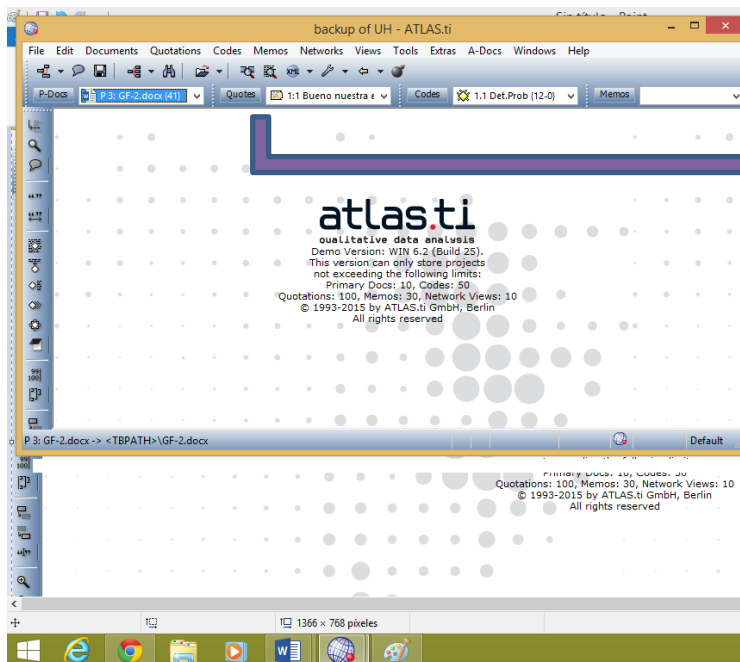 backup of UH - ATLAS.ti
File Edit Documents Quotations Codes Memos Networks Views Tools Extras A-Docs Windows Help
P-Docs P 3: GF-2.docx (41) Quotes 1:1 Bueno nuestra e Codes 1.1 Det.Prob {12-0} Memos
atlas.ti
qualitative data analysis
Demo Version: WIN 6.2 (Build 25).
This version can only store projects
not exceeding the following limits:
Primary Docs: 10, Codes: 50
Quotations: 100, Memos: 30, Network Views: 10
© 1993-2015 by ATLAS.ti GmbH, Berlin
All rights reserved
P 3: GF-2.docx -> <TBPATH>\GF-2.docx Default
Primary Docs: 10, Codes: 50
Quotations: 100, Memos: 30, Network Views: 10
© 1993-2015 by ATLAS.ti GmbH, Berlin
All rights reserved
1366 × 768 píxeles